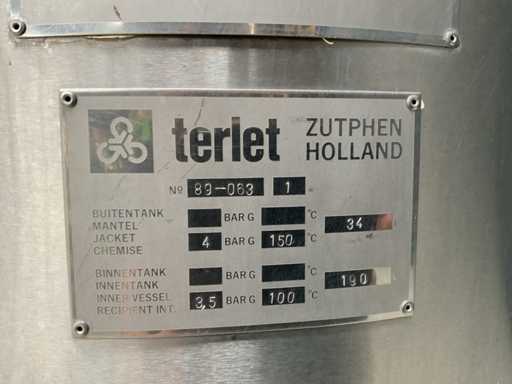 terlet ZUTPHEN HOLLAND
Nº 89-063 1
BUITENTANK BAR G °C
MANTEL 34
JACKET 4 BAR G 150 °C
CHEMISE
BINNENTANK BAR G °C
INNENTANK 190
INNER VESSEL 3,5 BAR G 100 °C
RECIPIENT INT.